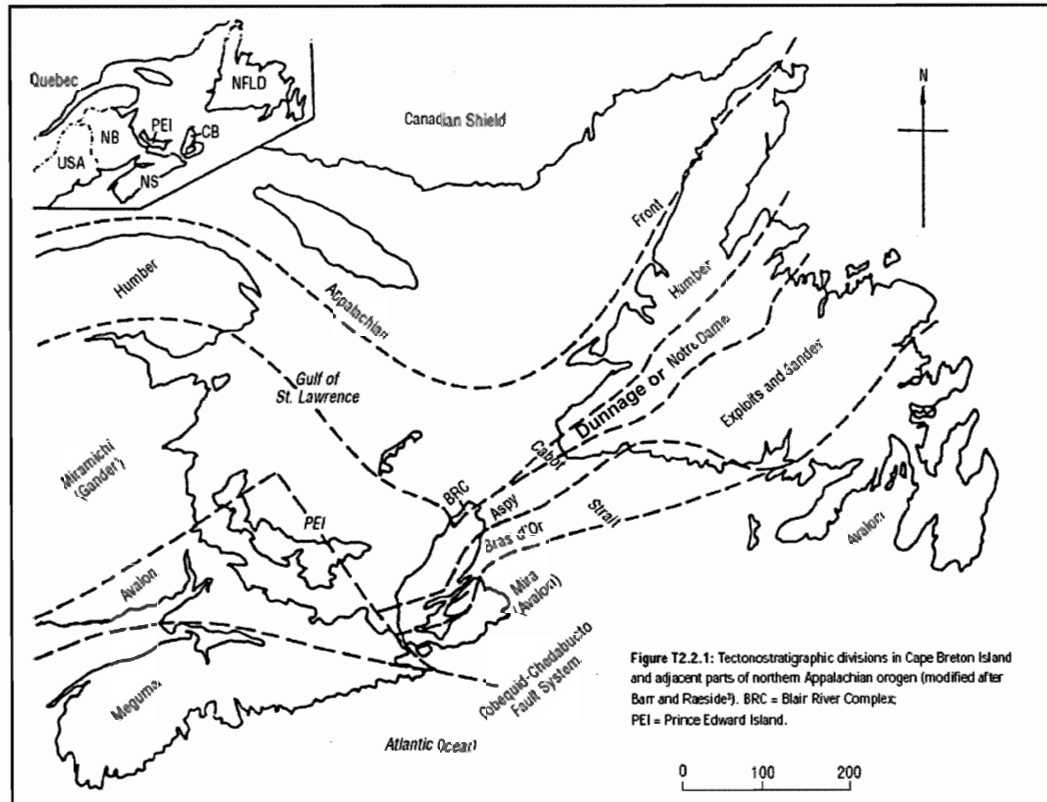 Quebec
NFLD
PEI
CB
NB
USA
NS
Canadian Shield
N
Front
Humber
Humber
Appalachian
Gulf of
St. Lawrence
Dunnage or Notre Dame
Exploits and Gander
Cabot
Miramichi
(Gander)
BRC
Aspy
Strait
PEI
Bras d'Or
Avalon
Avalon
Mira
(Avalon)
Meguma
Cobequid-Chedabucto
Fault System
Atlantic Ocean
Figure T2.2.1: Tectonostratigraphic divisions in Cape Breton Island
and adjacent parts of northern Appalachian orogen (modified after
Barr and Raeside³). BRC = Blair River Complex;
PEI = Prince Edward Island.
0 100 200